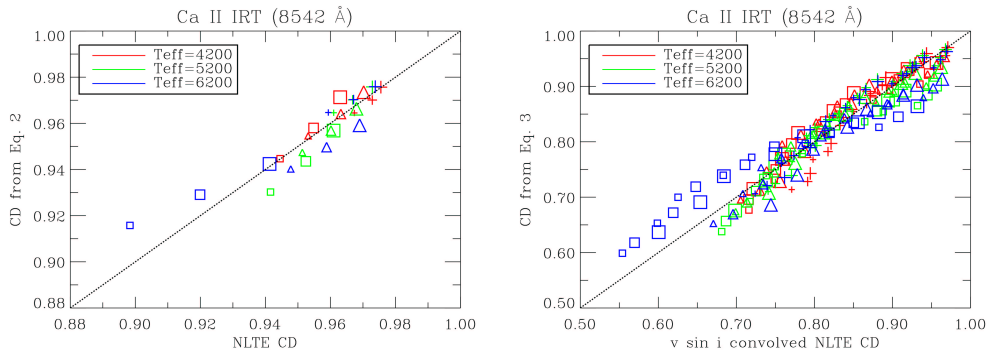 Ca II IRT (8542 Å)
CD from Eq. 2
1.00
0.98
0.96
0.94
0.92
0.90
0.88
Teff=4200
Teff=5200
Teff=6200
0.88 0.90 0.92 0.94 0.96 0.98 1.00
NLTE CD
Ca II IRT (8542 Å)
CD from Eq. 3
1.00
0.90
0.80
0.70
0.60
0.50
Teff=4200
Teff=5200
Teff=6200
0.50 0.60 0.70 0.80 0.90 1.00
v sin i convolved NLTE CD